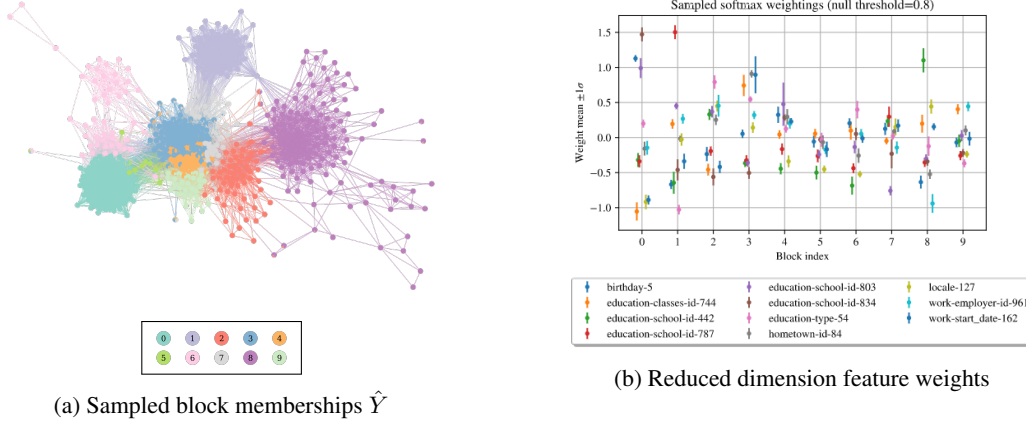 0 1 2 3 4
5 6 7 8 9
(a) Sampled block memberships Ŷ
Sampled softmax weightings (null threshold=0.8)
Weight mean ±1σ
1.5
1.0
0.5
0.0
−0.5
−1.0
0 1 2 3 4 5 6 7 8 9
Block index
birthday-5 education-school-id-803 locale-127
education-classes-id-744 education-school-id-834 work-employer-id-961
education-school-id-442 education-type-54 work-start_date-162
education-school-id-787 hometown-id-84
(b) Reduced dimension feature weights